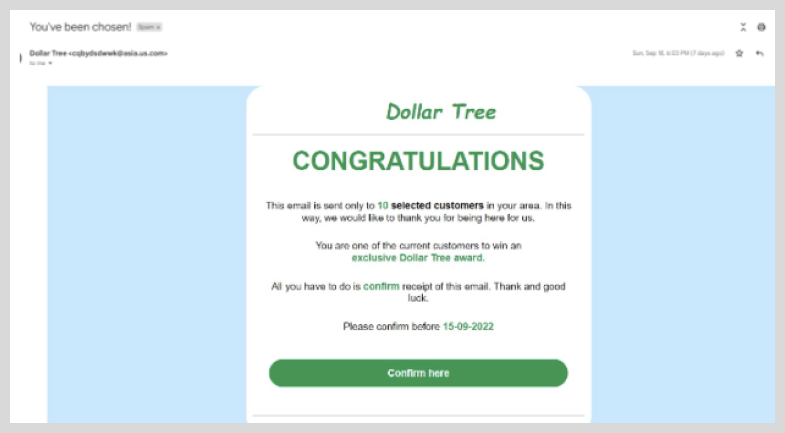 You've been chosen! Spam x
Dollar Tree <cqbydsdwwk@asia.us.com>
to me
Sun, Sep 18, 6:03 PM (7 days ago)
Dollar Tree
CONGRATULATIONS
This email is sent only to 10 selected customers in your area. In this
way, we would like to thank you for being here for us.
You are one of the current customers to win an
exclusive Dollar Tree award.
All you have to do is confirm receipt of this email. Thank and good
luck.
Please confirm before 15-09-2022
Confirm here